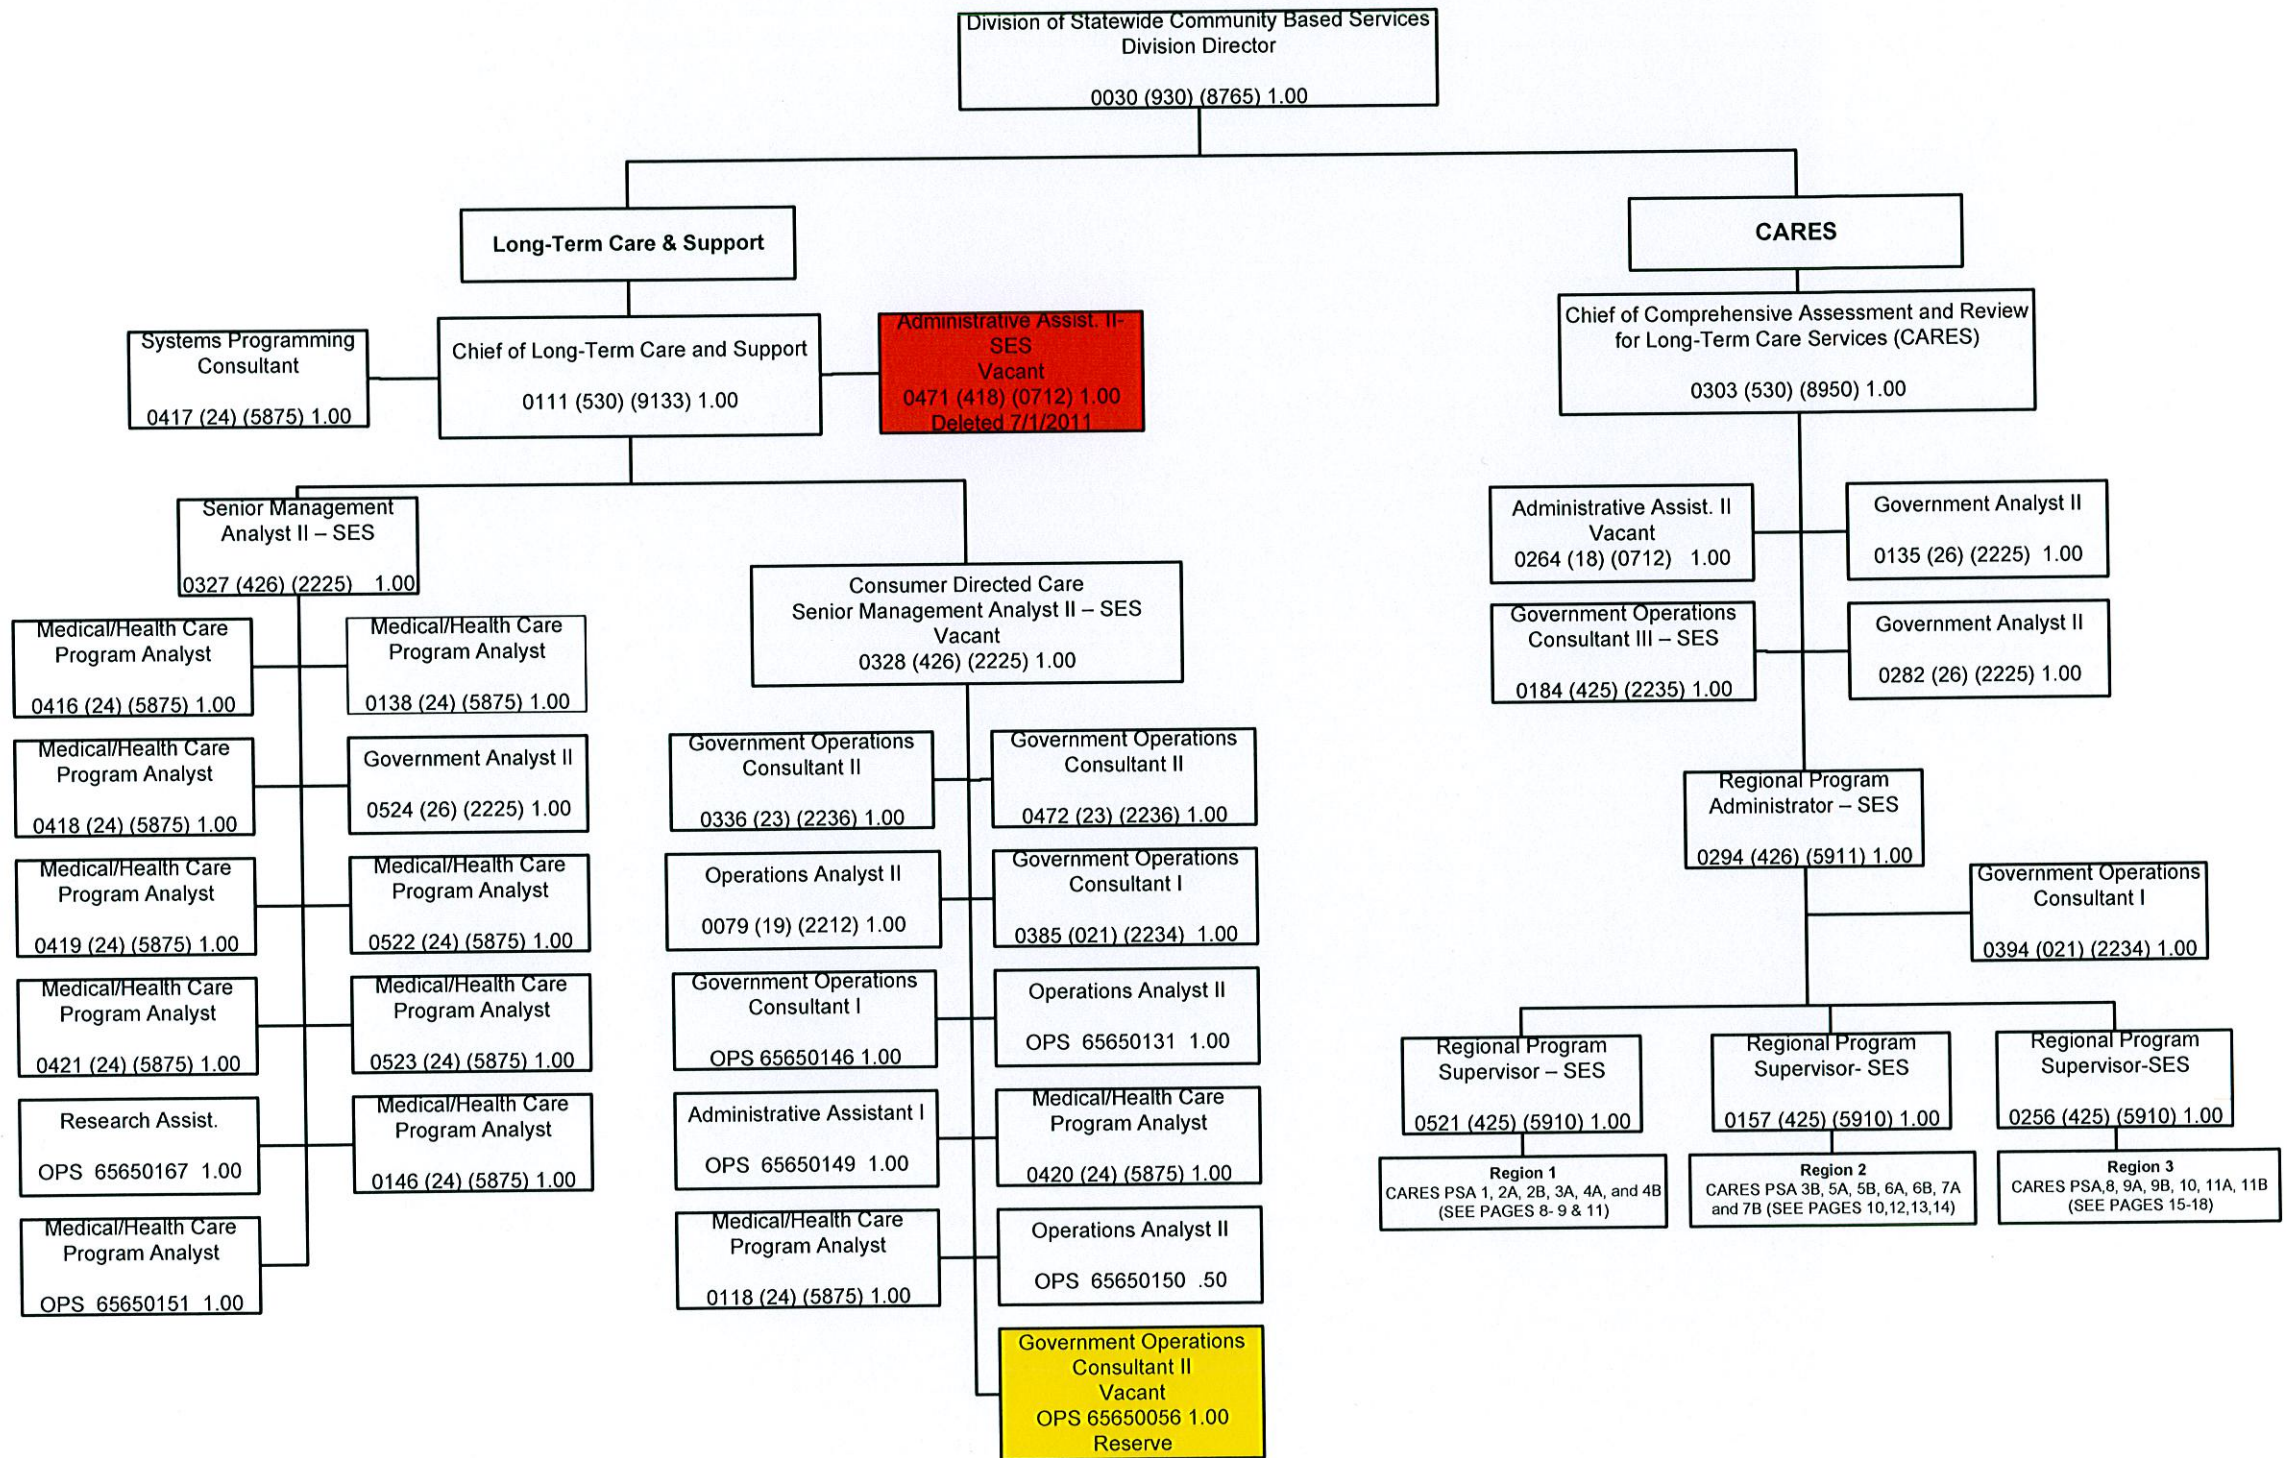 Division of Statewide Community Based Services
Division Director
0030 (930) (8765) 1.00
Long-Term Care & Support
CARES
Systems Programming
Consultant
0417 (24) (5875) 1.00
Chief of Long-Term Care and Support
0111 (530) (9133) 1.00
Administrative Assist. II-
SES
Vacant
0471 (418) (0712) 1.00
Deleted 7/1/2011
Chief of Comprehensive Assessment and Review
for Long-Term Care Services (CARES)
0303 (530) (8950) 1.00
Senior Management
Analyst II – SES
0327 (426) (2225) 1.00
Medical/Health Care
Program Analyst
0416 (24) (5875) 1.00
Medical/Health Care
Program Analyst
0138 (24) (5875) 1.00
Medical/Health Care
Program Analyst
0418 (24) (5875) 1.00
Government Analyst II
0524 (26) (2225) 1.00
Medical/Health Care
Program Analyst
0419 (24) (5875) 1.00
Medical/Health Care
Program Analyst
0522 (24) (5875) 1.00
Medical/Health Care
Program Analyst
0421 (24) (5875) 1.00
Medical/Health Care
Program Analyst
0523 (24) (5875) 1.00
Research Assist.
OPS 65650167 1.00
Medical/Health Care
Program Analyst
0146 (24) (5875) 1.00
Medical/Health Care
Program Analyst
OPS 65650151 1.00
Consumer Directed Care
Senior Management Analyst II – SES
Vacant
0328 (426) (2225) 1.00
Government Operations
Consultant II
0336 (23) (2236) 1.00
Government Operations
Consultant II
0472 (23) (2236) 1.00
Operations Analyst II
0079 (19) (2212) 1.00
Government Operations
Consultant I
0385 (021) (2234) 1.00
Government Operations
Consultant I
OPS 65650146 1.00
Operations Analyst II
OPS 65650131 1.00
Administrative Assistant I
OPS 65650149 1.00
Medical/Health Care
Program Analyst
0420 (24) (5875) 1.00
Medical/Health Care
Program Analyst
0118 (24) (5875) 1.00
Operations Analyst II
OPS 65650150 .50
Government Operations
Consultant II
Vacant
OPS 65650056 1.00
Reserve
Administrative Assist. II
Vacant
0264 (18) (0712) 1.00
Government Analyst II
0135 (26) (2225) 1.00
Government Operations
Consultant III – SES
0184 (425) (2235) 1.00
Government Analyst II
0282 (26) (2225) 1.00
Regional Program
Administrator – SES
0294 (426) (5911) 1.00
Government Operations
Consultant I
0394 (021) (2234) 1.00
Regional Program
Supervisor – SES
0521 (425) (5910) 1.00
Regional Program
Supervisor- SES
0157 (425) (5910) 1.00
Regional Program
Supervisor-SES
0256 (425) (5910) 1.00
Region 1
CARES PSA 1, 2A, 2B, 3A, 4A, and 4B
(SEE PAGES 8- 9 & 11)
Region 2
CARES PSA 3B, 5A, 5B, 6A, 6B, 7A
and 7B (SEE PAGES 10,12,13,14)
Region 3
CARES PSA,8, 9A, 9B, 10, 11A, 11B
(SEE PAGES 15-18)